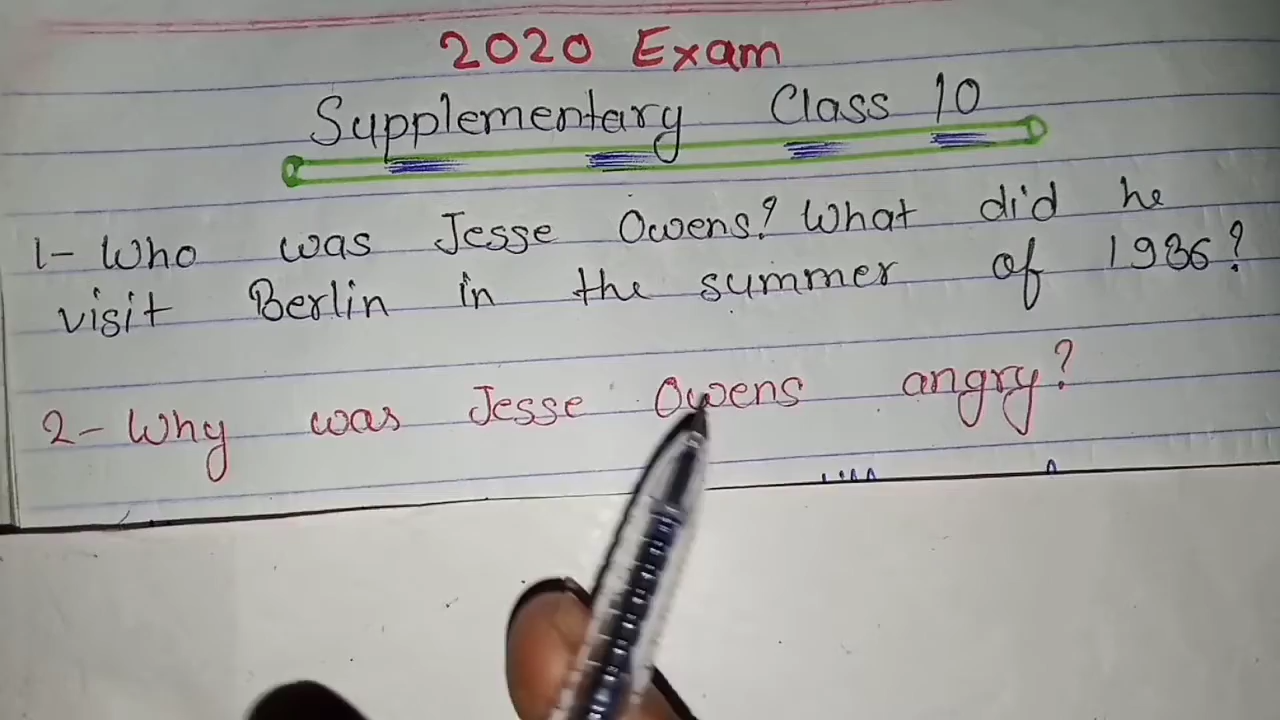 2020 Exam
Supplementary Class 10
1- Who was Jesse Owens? What did he
visit Berlin in the summer of 1936?
2- Why was Jesse Owens angry?